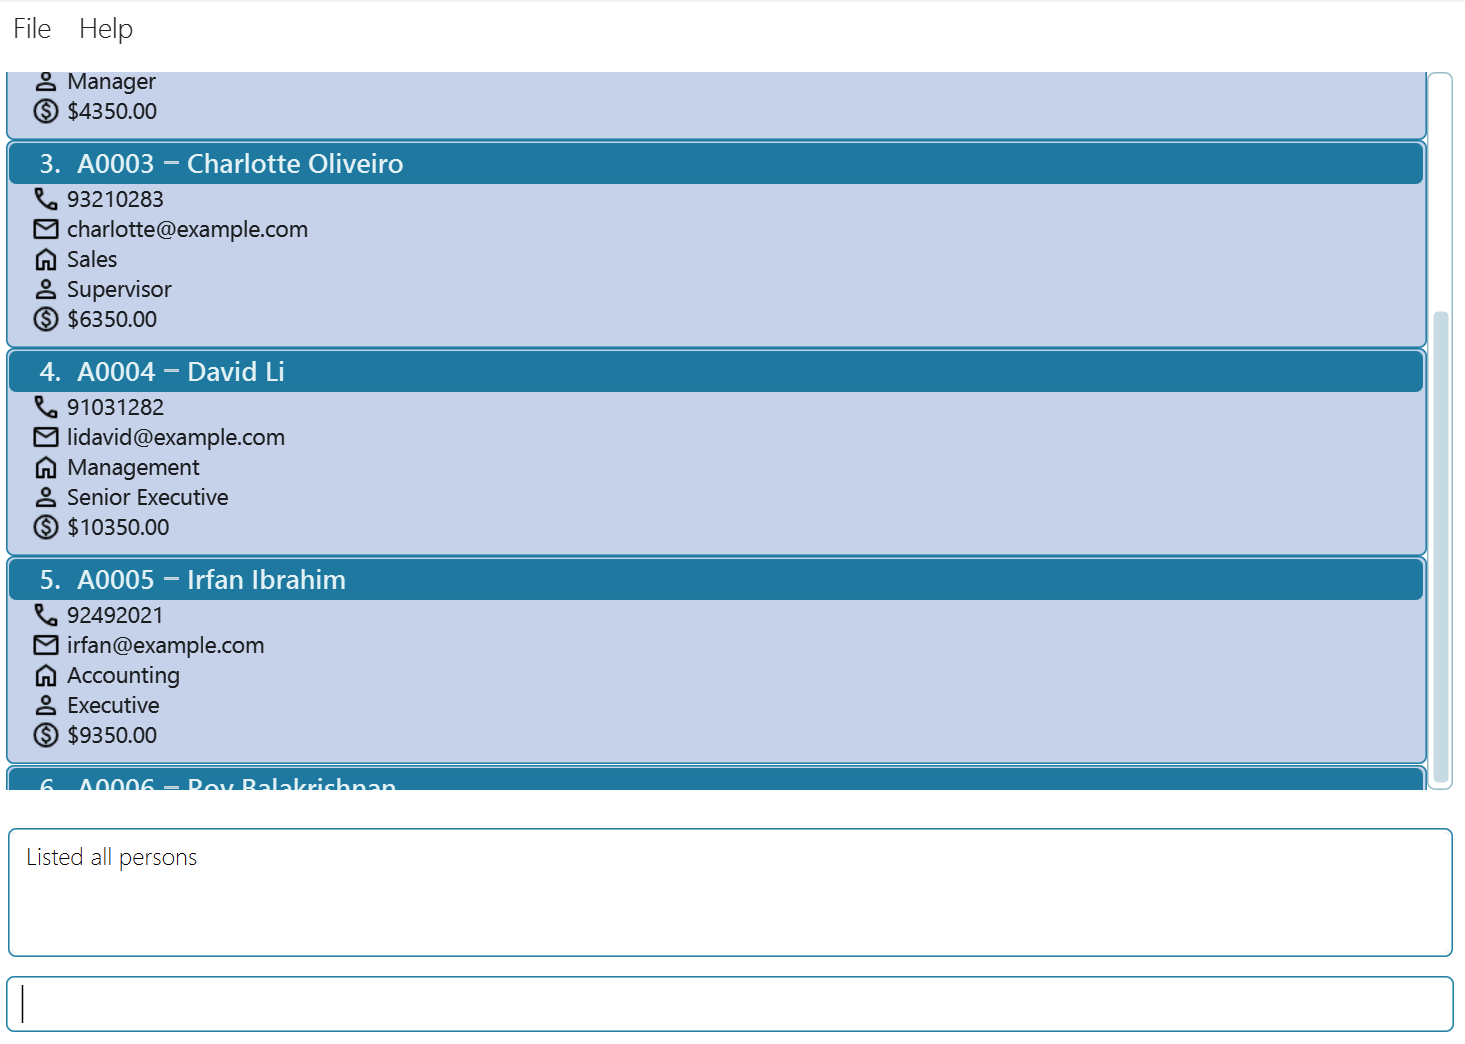 File Help
Manager
$4350.00
3. A0003 – Charlotte Oliveiro
93210283
charlotte@example.com
Sales
Supervisor
$6350.00
4. A0004 – David Li
91031282
lidavid@example.com
Management
Senior Executive
$10350.00
5. A0005 – Irfan Ibrahim
92492021
irfan@example.com
Accounting
Executive
$9350.00
6. A0006 – Roy Balakrishnan
Listed all persons